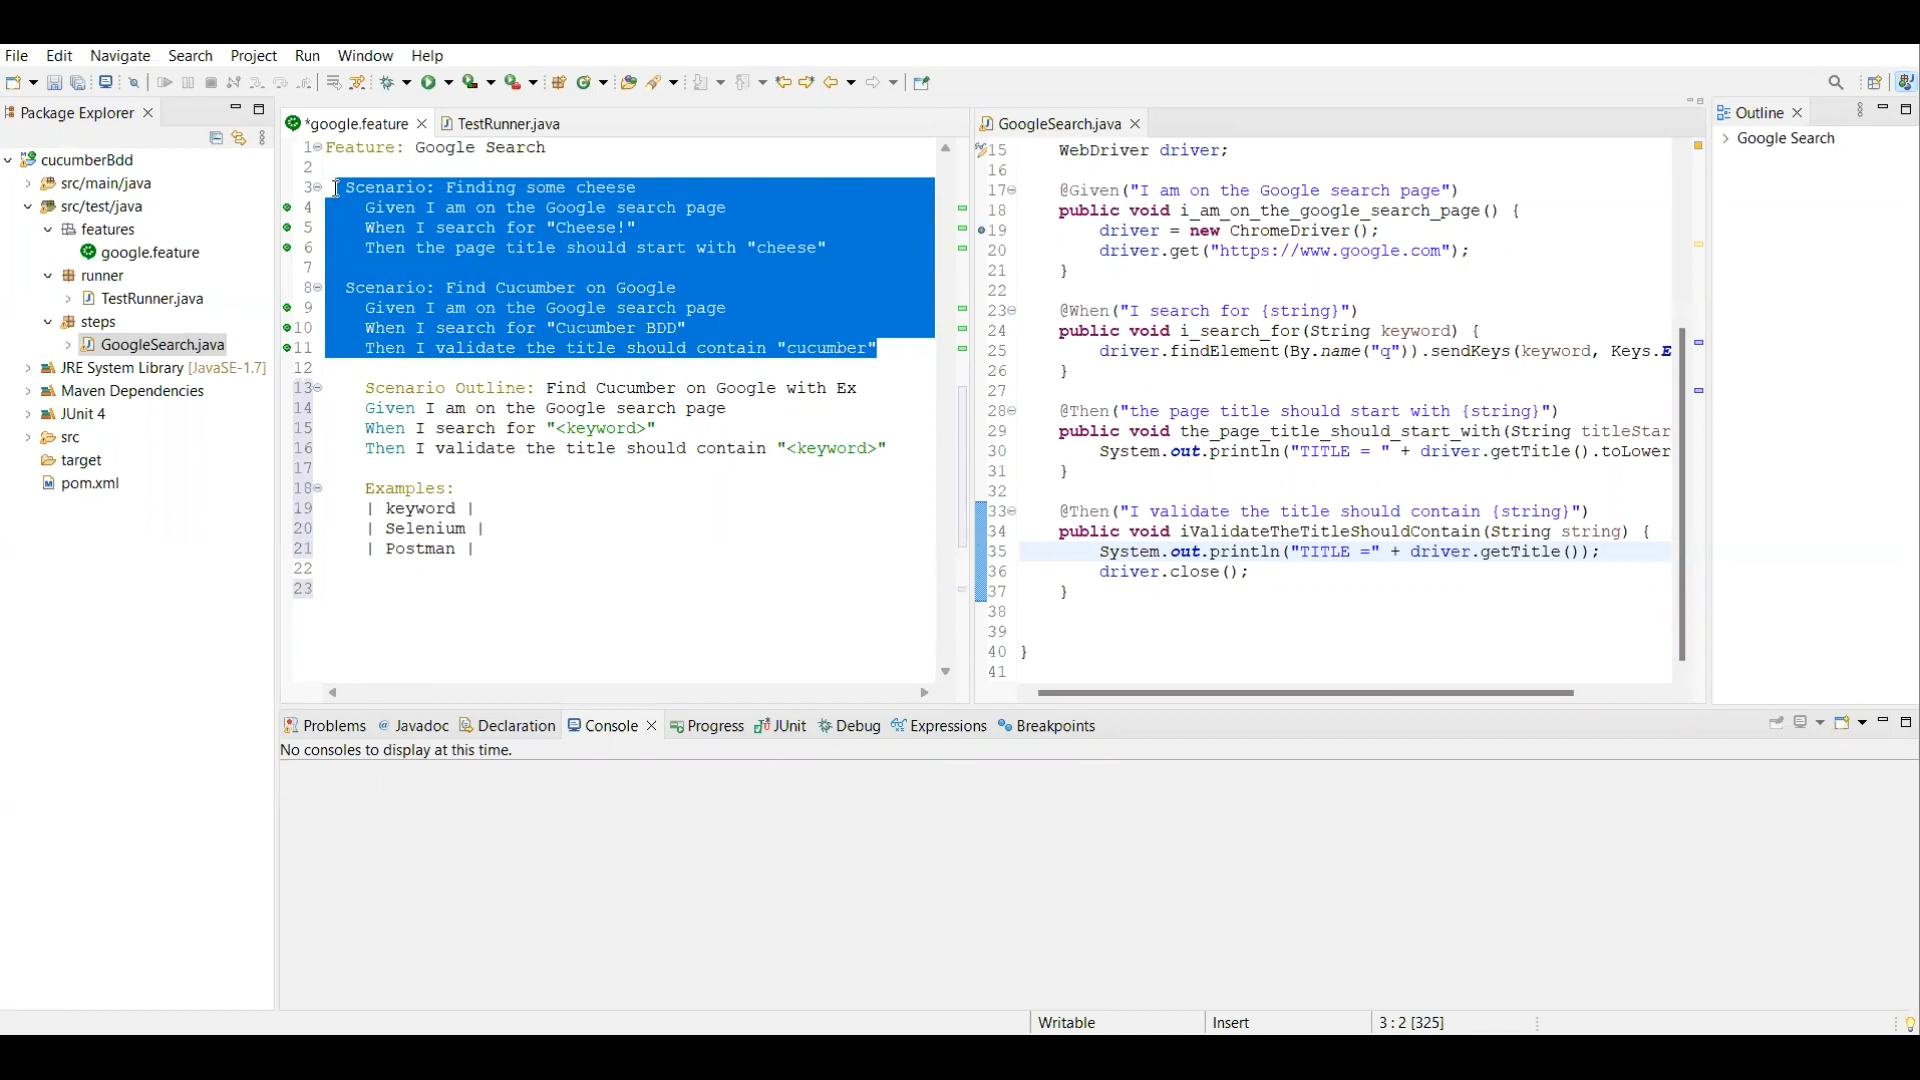 File Edit Navigate Search Project Run Window Help
Package Explorer
cucumberBdd
src/main/java
src/test/java
features
google.feature
runner
TestRunner.java
steps
GoogleSearch.java
JRE System Library [JavaSE-1.7]
Maven Dependencies
JUnit 4
src
target
pom.xml
*google.feature TestRunner.java
1 Feature: Google Search
2
3 Scenario: Finding some cheese
4 Given I am on the Google search page
5 When I search for "Cheese!"
6 Then the page title should start with "cheese"
7
8 Scenario: Find Cucumber on Google
9 Given I am on the Google search page
10 When I search for "Cucumber BDD"
11 Then I validate the title should contain "cucumber"
12
13 Scenario Outline: Find Cucumber on Google with Ex
14 Given I am on the Google search page
15 When I search for "<keyword>"
16 Then I validate the title should contain "<keyword>"
17
18 Examples:
19 | keyword |
20 | Selenium |
21 | Postman |
22
23
GoogleSearch.java
15 WebDriver driver;
16
17 @Given("I am on the Google search page")
18 public void i_am_on_the_google_search_page() {
19 driver = new ChromeDriver();
20 driver.get("https://www.google.com");
21 }
22
23 @When("I search for {string}")
24 public void i_search_for(String keyword) {
25 driver.findElement(By.name("q")).sendKeys(keyword, Keys.E
26 }
27
28 @Then("the page title should start with {string}")
29 public void the_page_title_should_start_with(String titleStar
30 System.out.println("TITLE = " + driver.getTitle().toLower
31 }
32
33 @Then("I validate the title should contain {string}")
34 public void iValidateTheTitleShouldContain(String string) {
35 System.out.println("TITLE =" + driver.getTitle());
36 driver.close();
37 }
38
39
40 }
41
Outline
Google Search
Problems Javadoc Declaration Console Progress JUnit Debug Expressions Breakpoints
No consoles to display at this time.
Writable Insert 3 : 2 [325]